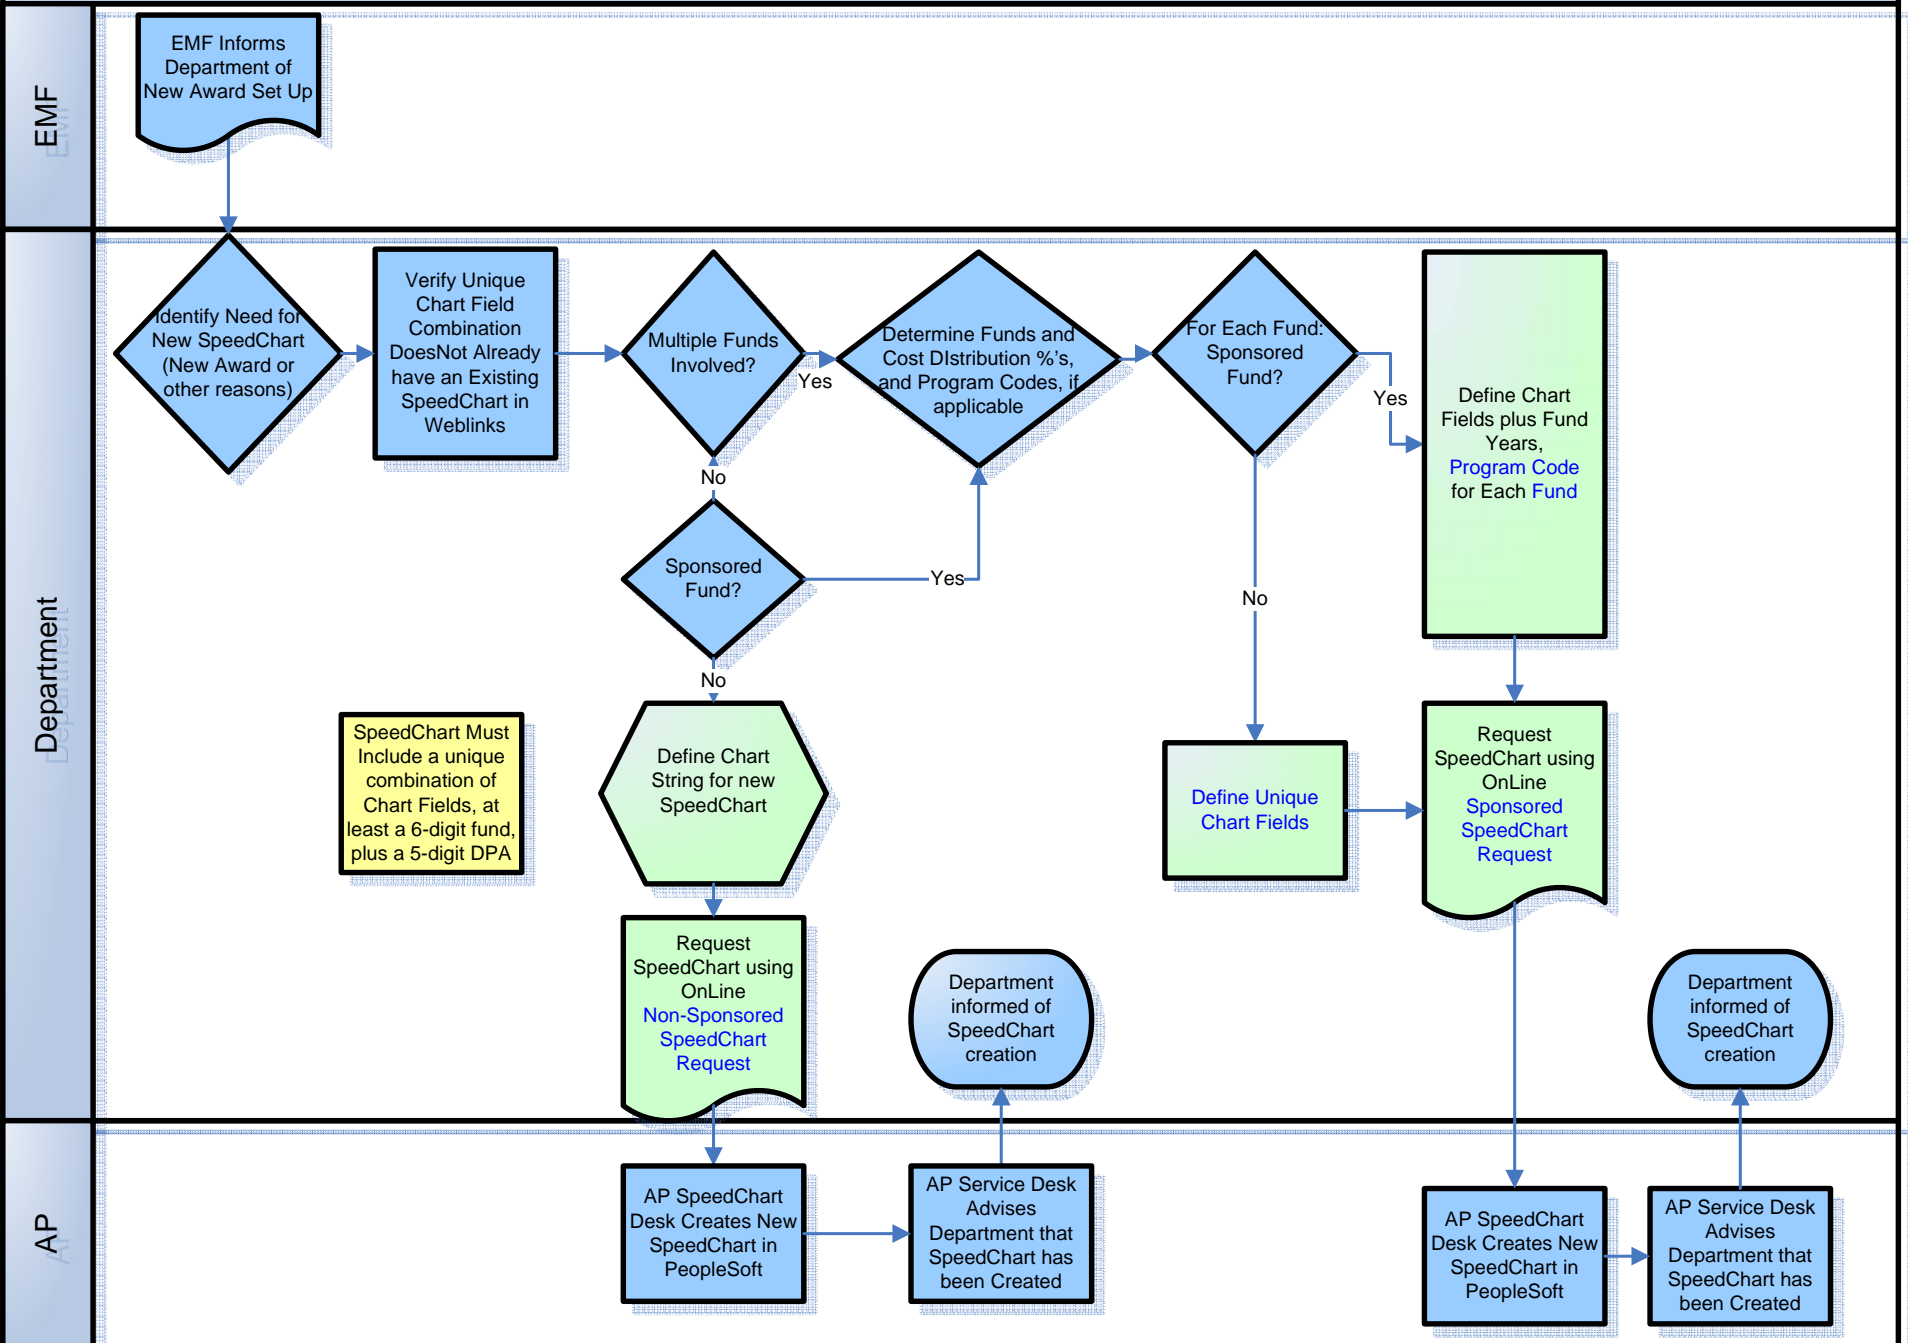 EMF
EMF Informs
Department of
New Award Set Up
Department
Identify Need for
New SpeedChart
(New Award or
other reasons)
Verify Unique
Chart Field
Combination
DoesNot Already
have an Existing
SpeedChart in
Weblinks
Multiple Funds
Involved?
Yes
Determine Funds and
Cost DIstribution %'s,
and Program Codes, if
applicable
For Each Fund:
Sponsored
Fund?
Yes
Define Chart
Fields plus Fund
Years,
Program Code
for Each Fund
No
Sponsored
Fund?
Yes
No
No
SpeedChart Must
Include a unique
combination of
Chart Fields, at
least a 6-digit fund,
plus a 5-digit DPA
Define Chart
String for new
SpeedChart
Define Unique
Chart Fields
Request
SpeedChart using
OnLine
Sponsored
SpeedChart
Request
Request
SpeedChart using
OnLine
Non-Sponsored
SpeedChart
Request
Department
informed of
SpeedChart
creation
Department
informed of
SpeedChart
creation
AP
AP SpeedChart
Desk Creates New
SpeedChart in
PeopleSoft
AP Service Desk
Advises
Department that
SpeedChart has
been Created
AP SpeedChart
Desk Creates New
SpeedChart in
PeopleSoft
AP Service Desk
Advises
Department that
SpeedChart has
been Created